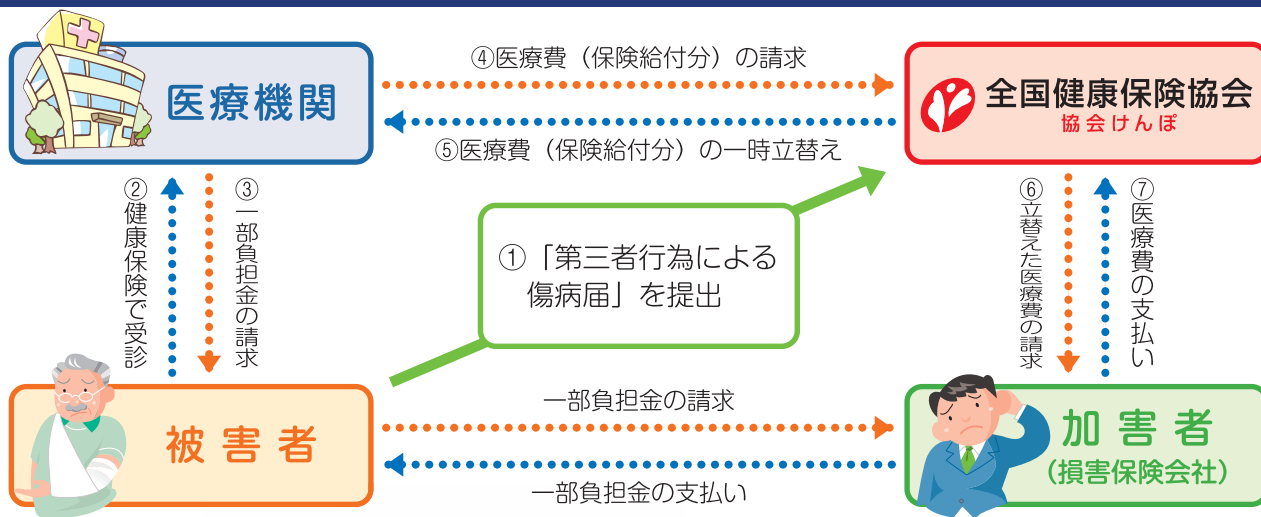 ④医療費（保険給付分）の請求
医療機関
全国健康保険協会
協会けんぽ
⑤医療費（保険給付分）の一時立替え
②健康保険で受診
③一部負担金の請求
①「第三者行為による
傷病届」を提出
⑥立替えた医療費の請求
⑦医療費の支払い
一部負担金の請求
被害者
加害者
（損害保険会社）
一部負担金の支払い